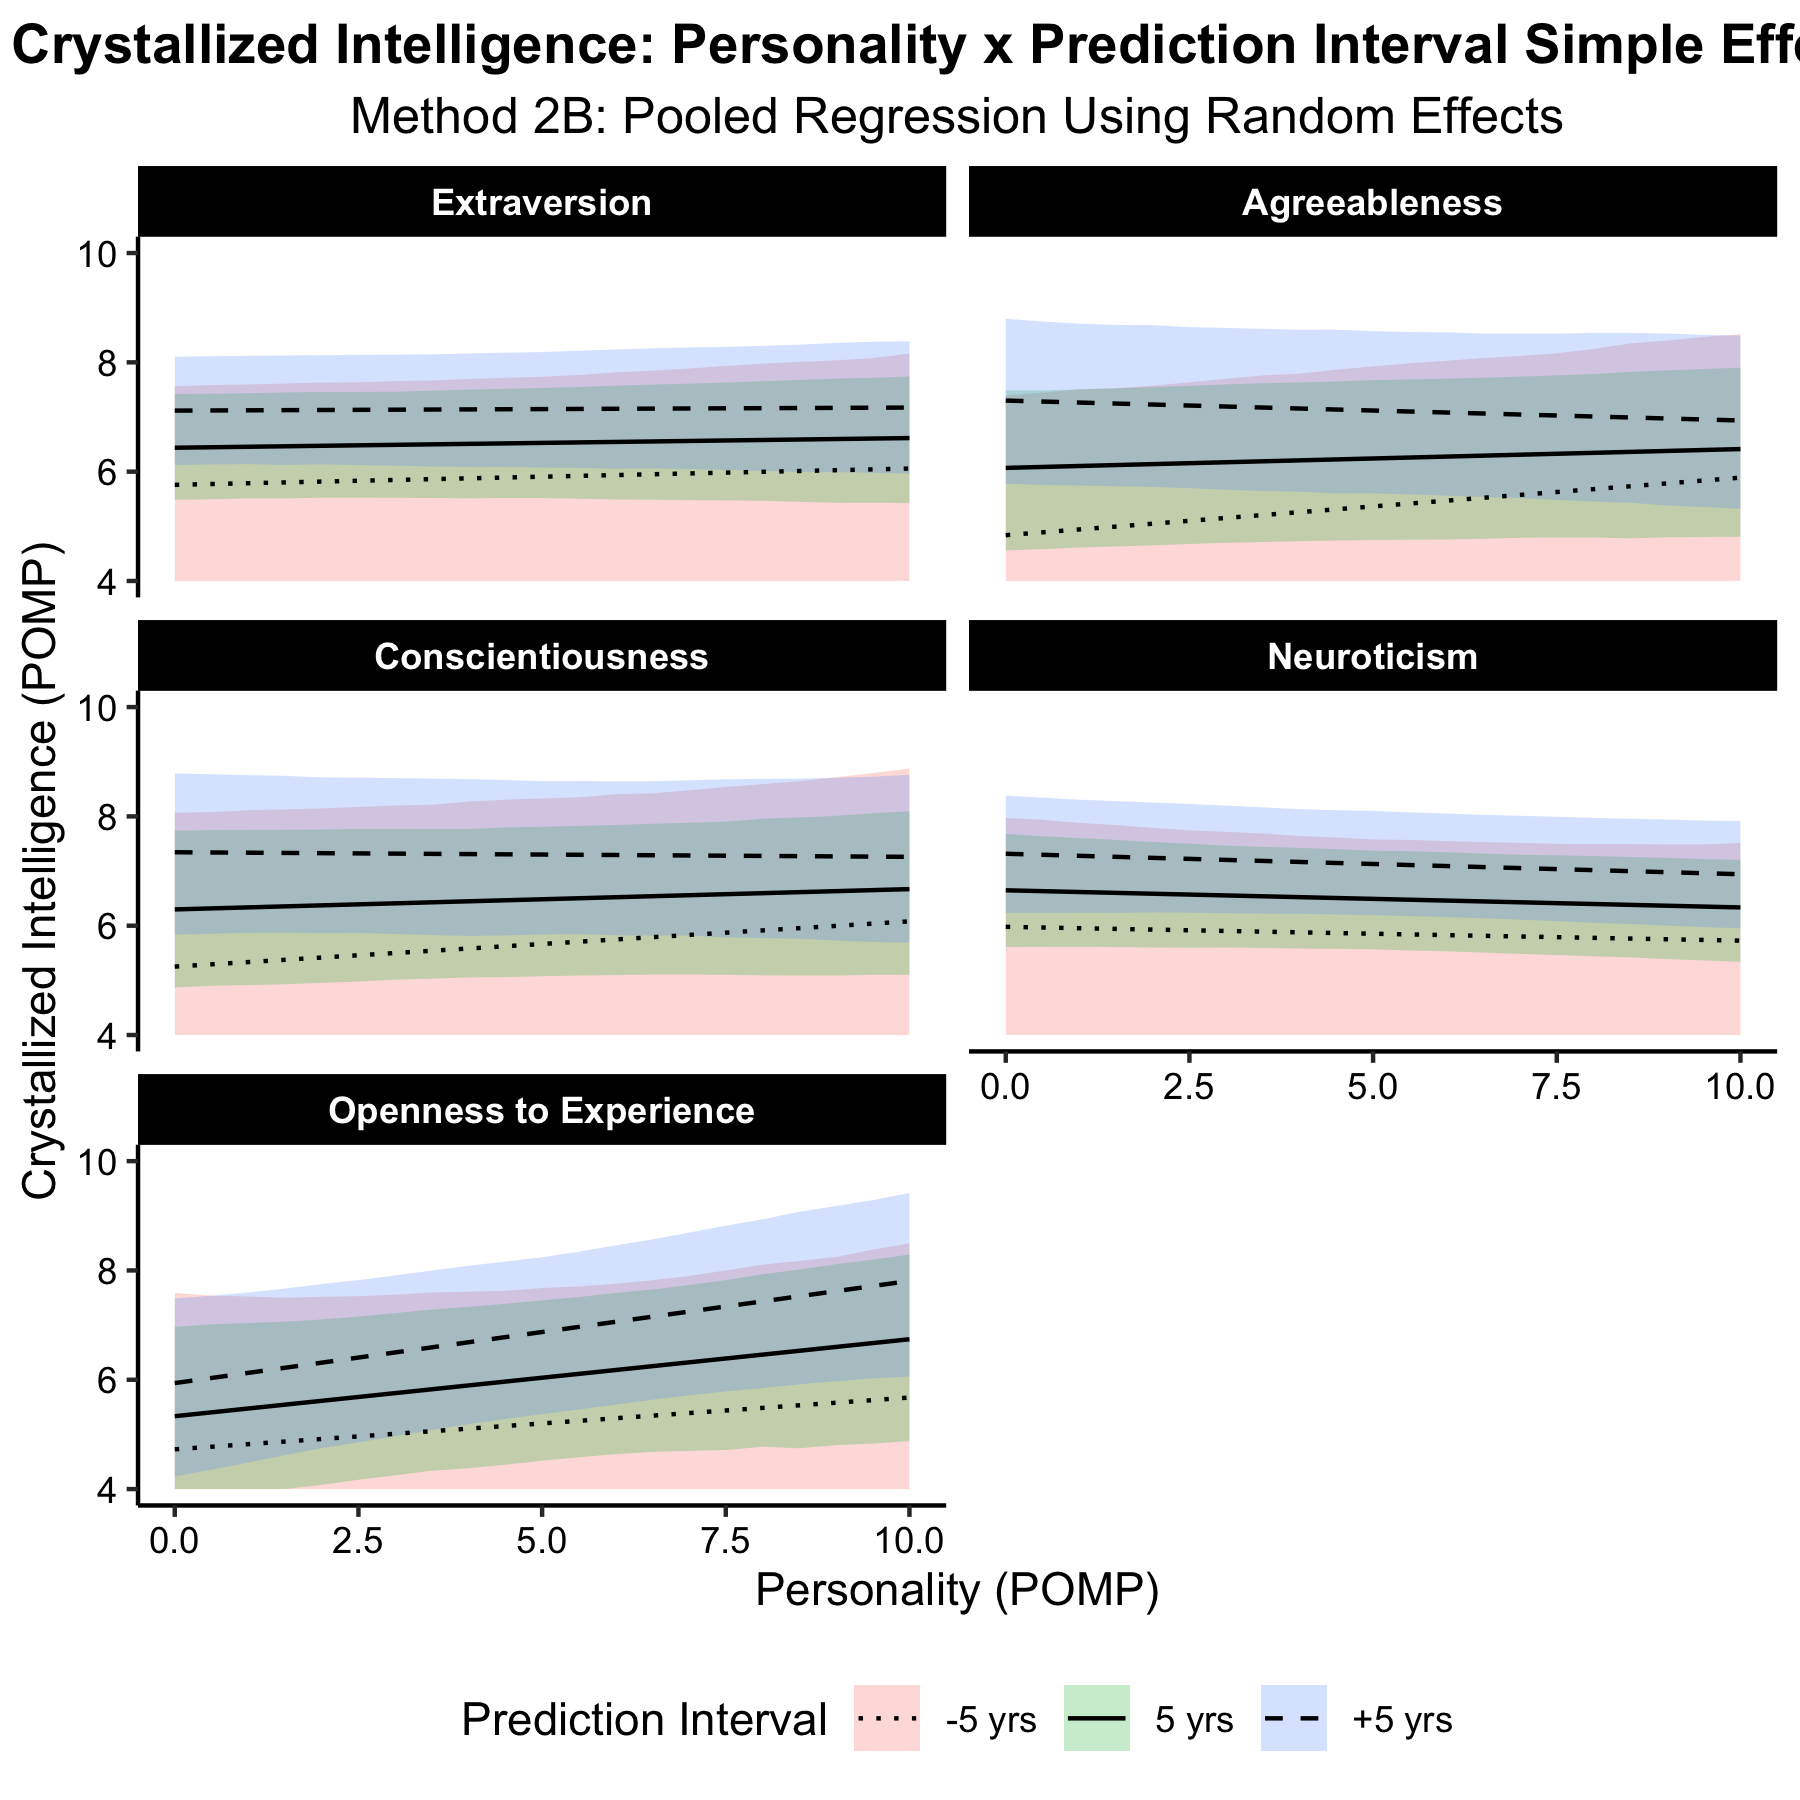 Crystallized Intelligence: Personality x Prediction Interval Simple
Method 2B: Pooled Regression Using Random Effects
Extraversion
Agreeableness
10
8
6
4
Conscientiousness
Neuroticism
10
8
6
4
0.0 2.5 5.0 7.5 10.0
Openness to Experience
10
8
6
4
0.0 2.5 5.0 7.5 10.0
Crystallized Intelligence (POMP)
Personality (POMP)
Prediction Interval -5 yrs 5 yrs +5 yrs